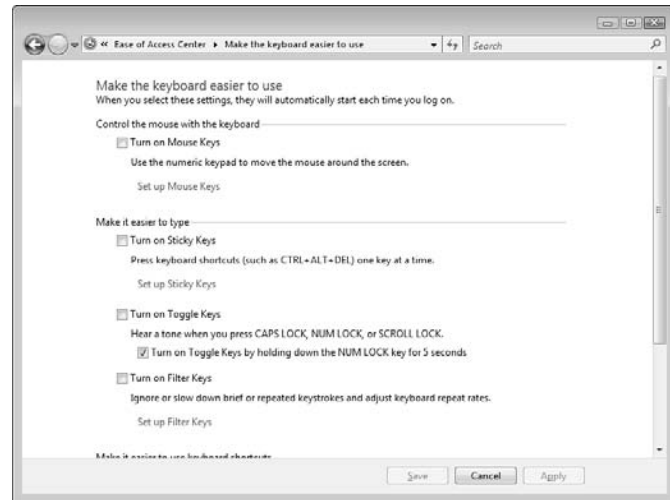 « Ease of Access Center ▸ Make the keyboard easier to use Search
Make the keyboard easier to use
When you select these settings, they will automatically start each time you log on.
Control the mouse with the keyboard
Turn on Mouse Keys
Use the numeric keypad to move the mouse around the screen.
Set up Mouse Keys
Make it easier to type
Turn on Sticky Keys
Press keyboard shortcuts (such as CTRL+ALT+DEL) one key at a time.
Set up Sticky Keys
Turn on Toggle Keys
Hear a tone when you press CAPS LOCK, NUM LOCK, or SCROLL LOCK.
Turn on Toggle Keys by holding down the NUM LOCK key for 5 seconds
Turn on Filter Keys
Ignore or slow down brief or repeated keystrokes and adjust keyboard repeat rates.
Set up Filter Keys
Make it easier to use keyboard shortcuts
Save Cancel Apply